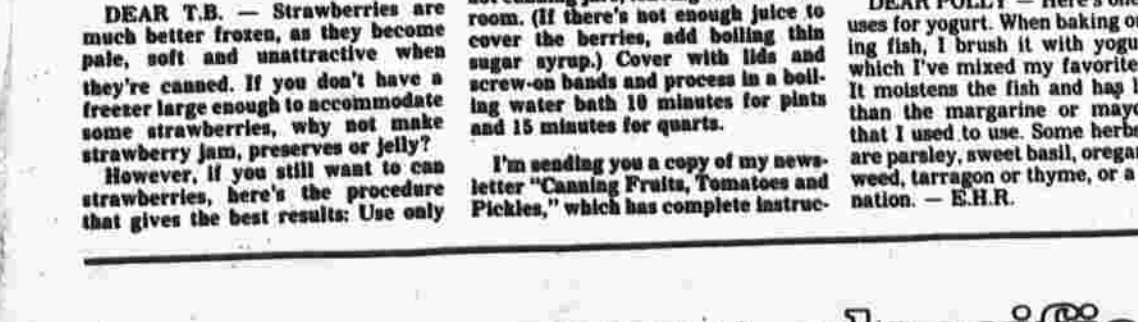 DEAR T.B. — Strawberries are
much better frozen, as they become
pale, soft and unattractive when
they're canned. If you don't have a
freezer large enough to accommodate
some strawberries, why not make
strawberry jam, preserves or jelly?
However, if you still want to can
strawberries, here's the procedure
that gives the best results: Use only
room. (If there's not enough juice to
cover the berries, add boiling thin
sugar syrup.) Cover with lids and
screw-on bands and process in a boil-
ing water bath 10 minutes for pints
and 15 minutes for quarts.
I'm sending you a copy of my news-
letter "Canning Fruits, Tomatoes and
Pickles," which has complete instruc-
DEAR POLLY — Here's
uses for yogurt. When baking
ing fish, I brush it with
which I've mixed my favorite
It moistens the fish and has
than the margarine or
that I used to use. Some
are parsley, sweet basil,
weed, tarragon or thyme, or a
nation. — E.H.R.